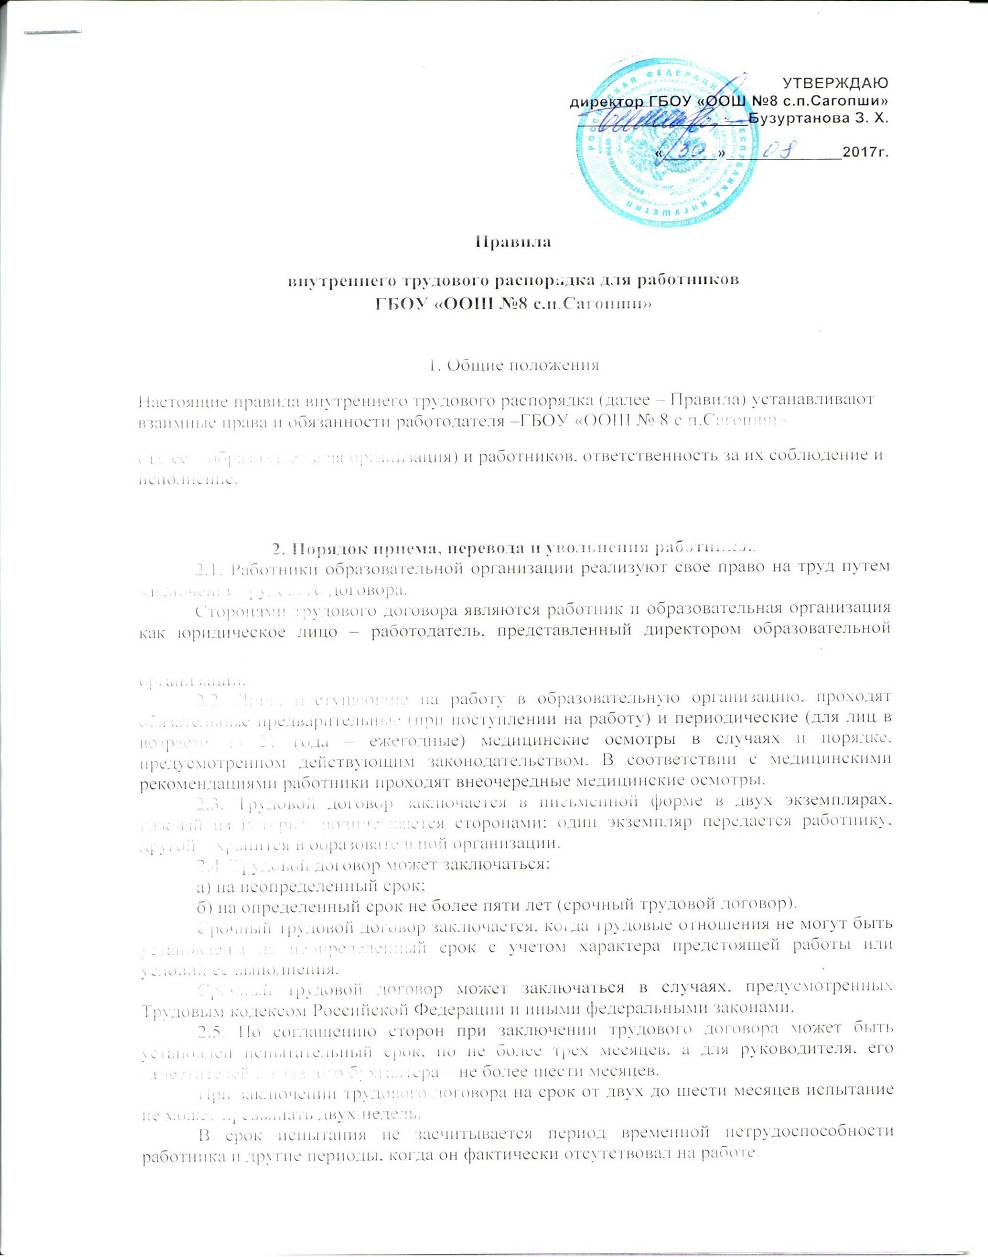 УТВЕРЖДАЮ
директор ГБОУ «ООШ №8 с.п.Сагопши»
Бузуртанова З. Х.
«30» 08 2017г.
Правила
внутреннего трудового распорядка для работников
ГБОУ «ООШ №8 с.п.Сагопши»
1. Общие положения
Настоящие правила внутреннего трудового распорядка (далее – Правила) устанавливают
взаимные права и обязанности работодателя –ГБОУ «ООШ № 8 с п.Сагопши»
организация) и работников, ответственность за их соблюдение и
исполнение.
2. Порядок приема, перевода и увольнения работников.
2.1. Работники образовательной организации реализуют свое право на труд путем
договора.
Сторонами трудового договора являются работник и образовательная организация
как юридическое лицо – работодатель, представленный директором образовательной
организации.
2.2. на работу в образовательную организацию, проходят
предварительные (при поступлении на работу) и периодические (для лиц в
возрасте до 21 года – ежегодные) медицинские осмотры в случаях и порядке,
предусмотренном действующим законодательством. В соответствии с медицинскими
рекомендациями работники проходят внеочередные медицинские осмотры.
2.3. Трудовой договор заключается в письменной форме в двух экземплярах,
каждый из которых подписывается сторонами: один экземпляр передается работнику,
другой хранится в образовательной организации.
2.4 Трудовой договор может заключаться:
а) на неопределенный срок;
б) на определенный срок не более пяти лет (срочный трудовой договор).
Срочный трудовой договор заключается, когда трудовые отношения не могут быть
установлены на неопределенный срок с учетом характера предстоящей работы или
условий ее выполнения.
Срочный трудовой договор может заключаться в случаях, предусмотренных
Трудовым кодексом Российской Федерации и иными федеральными законами.
2.5. По соглашению сторон при заключении трудового договора может быть
установлен испытательный срок, но не более трех месяцев, а для руководителя, его
бухгалтера – не более шести месяцев.
При заключении трудового договора на срок от двух до шести месяцев испытание
не может превышать двух недель.
В срок испытания не засчитывается период временной нетрудоспособности
работника и другие периоды, когда он фактически отсутствовал на работе